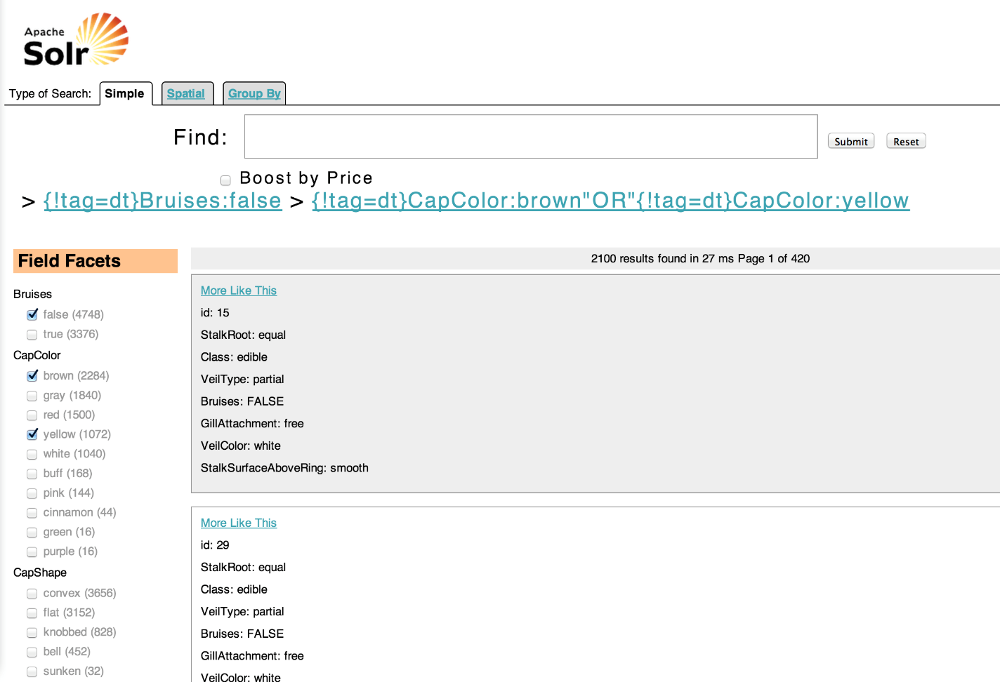 Apache
Solr
Type of Search: Simple Spatial Group By
Find: Submit Reset
Boost by Price
> {!tag=dt}Bruises:false > {!tag=dt}CapColor:brown"OR"{!tag=dt}CapColor:yellow
Field Facets
Bruises
false (4748)
true (3376)
CapColor
brown (2284)
gray (1840)
red (1500)
yellow (1072)
white (1040)
buff (168)
pink (144)
cinnamon (44)
green (16)
purple (16)
CapShape
convex (3656)
flat (3152)
knobbed (828)
bell (452)
sunken (32)
2100 results found in 27 ms Page 1 of 420
More Like This
id: 15
StalkRoot: equal
Class: edible
VeilType: partial
Bruises: FALSE
GillAttachment: free
VeilColor: white
StalkSurfaceAboveRing: smooth
More Like This
id: 29
StalkRoot: equal
Class: edible
VeilType: partial
Bruises: FALSE
GillAttachment: free
VeilColor: white